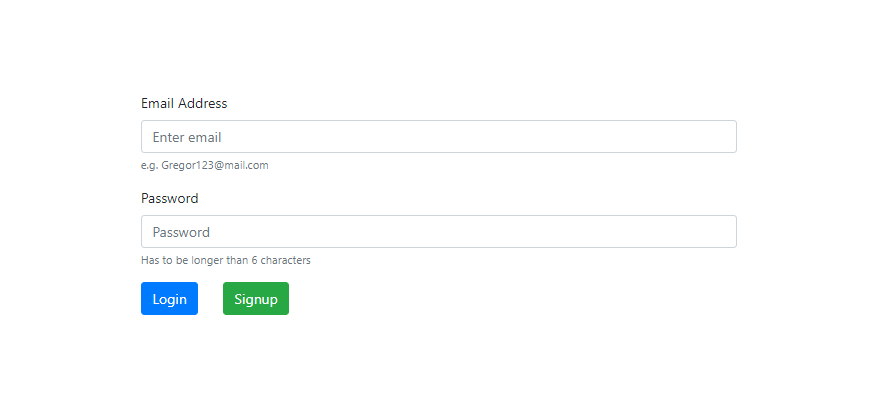 Email Address
Enter email
e.g. Gregor123@mail.com
Password
Password
Has to be longer than 6 characters
Login Signup